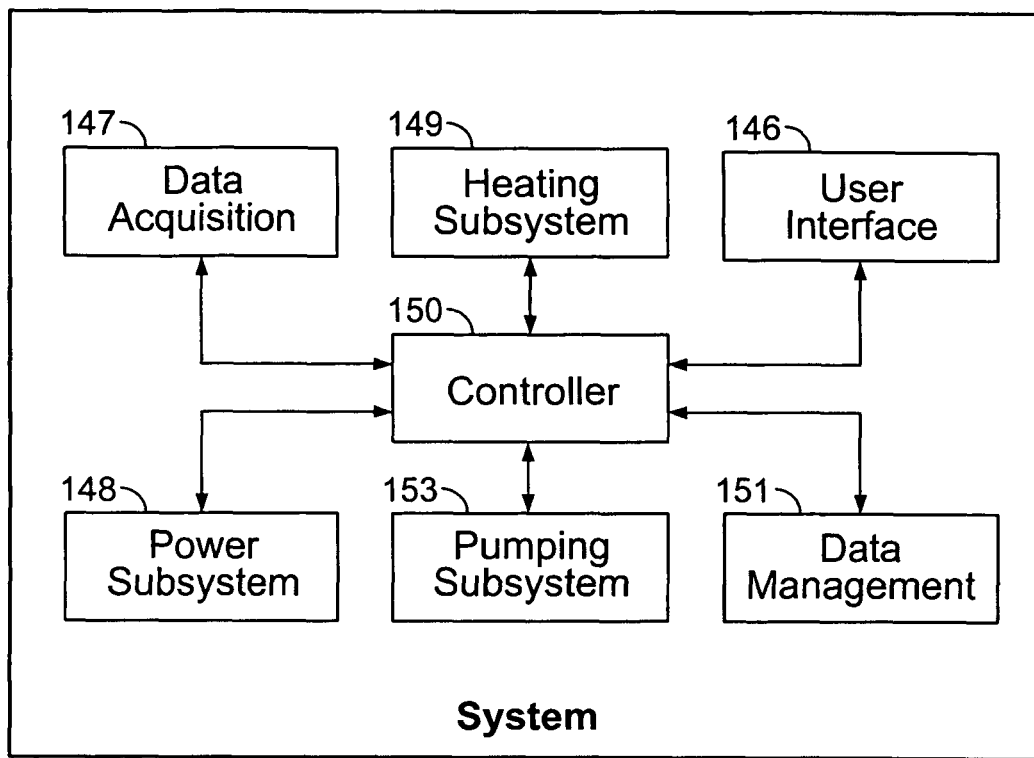 147
Data
Acquisition
149
Heating
Subsystem
146
User
Interface
150
Controller
148
Power
Subsystem
153
Pumping
Subsystem
151
Data
Management
System